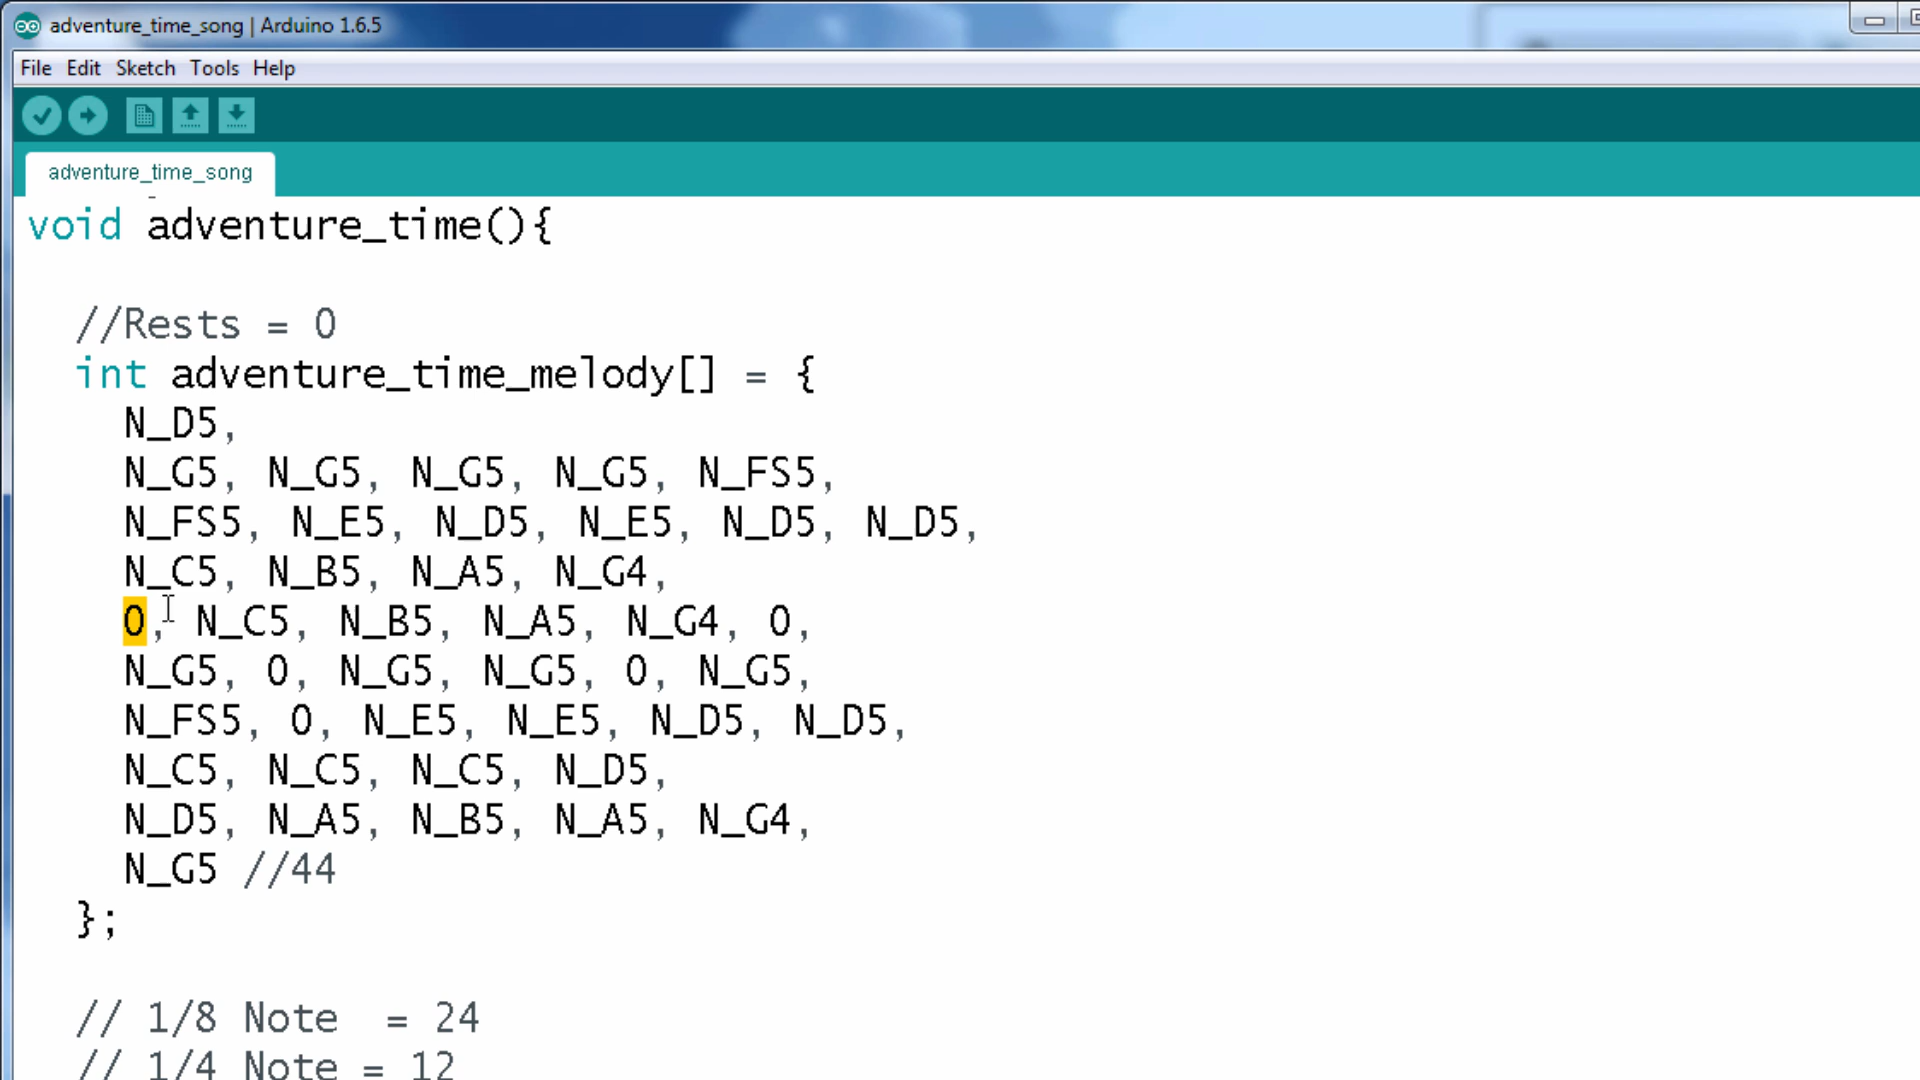 adventure_time_song | Arduino 1.6.5
File Edit Sketch Tools Help
adventure_time_song
void adventure_time(){
//Rests = 0
int adventure_time_melody[] = {
N_D5,
N_G5, N_G5, N_G5, N_G5, N_FS5,
N_FS5, N_E5, N_D5, N_E5, N_D5, N_D5,
N_C5, N_B5, N_A5, N_G4,
0, N_C5, N_B5, N_A5, N_G4, 0,
N_G5, 0, N_G5, N_G5, 0, N_G5,
N_FS5, 0, N_E5, N_E5, N_D5, N_D5,
N_C5, N_C5, N_C5, N_D5,
N_D5, N_A5, N_B5, N_A5, N_G4,
N_G5 //44
};
// 1/8 Note  = 24
// 1/4 Note = 12